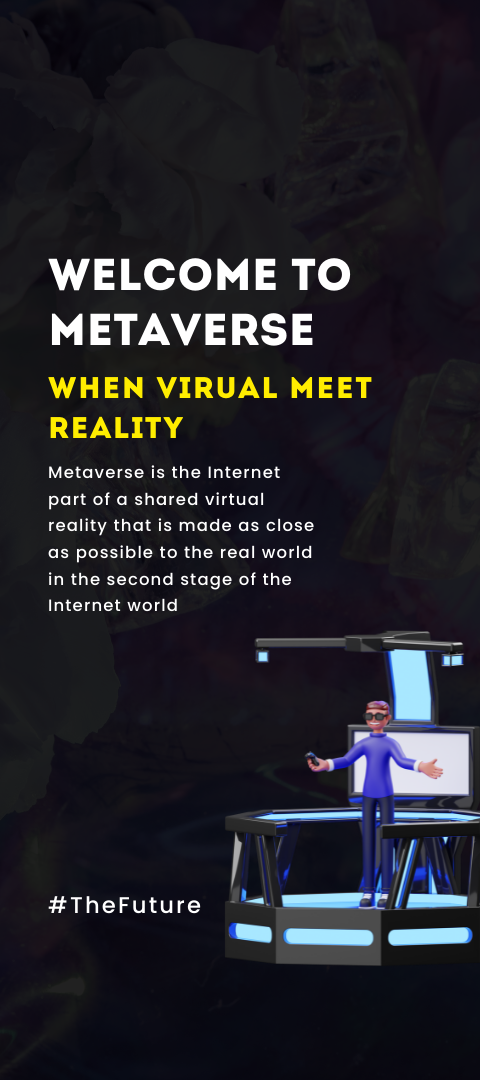 WELCOME TO
METAVERSE
WHEN VIRUAL MEET
REALITY
Metaverse is the Internet
part of a shared virtual
reality that is made as close
as possible to the real world
in the second stage of the
Internet world
#TheFuture